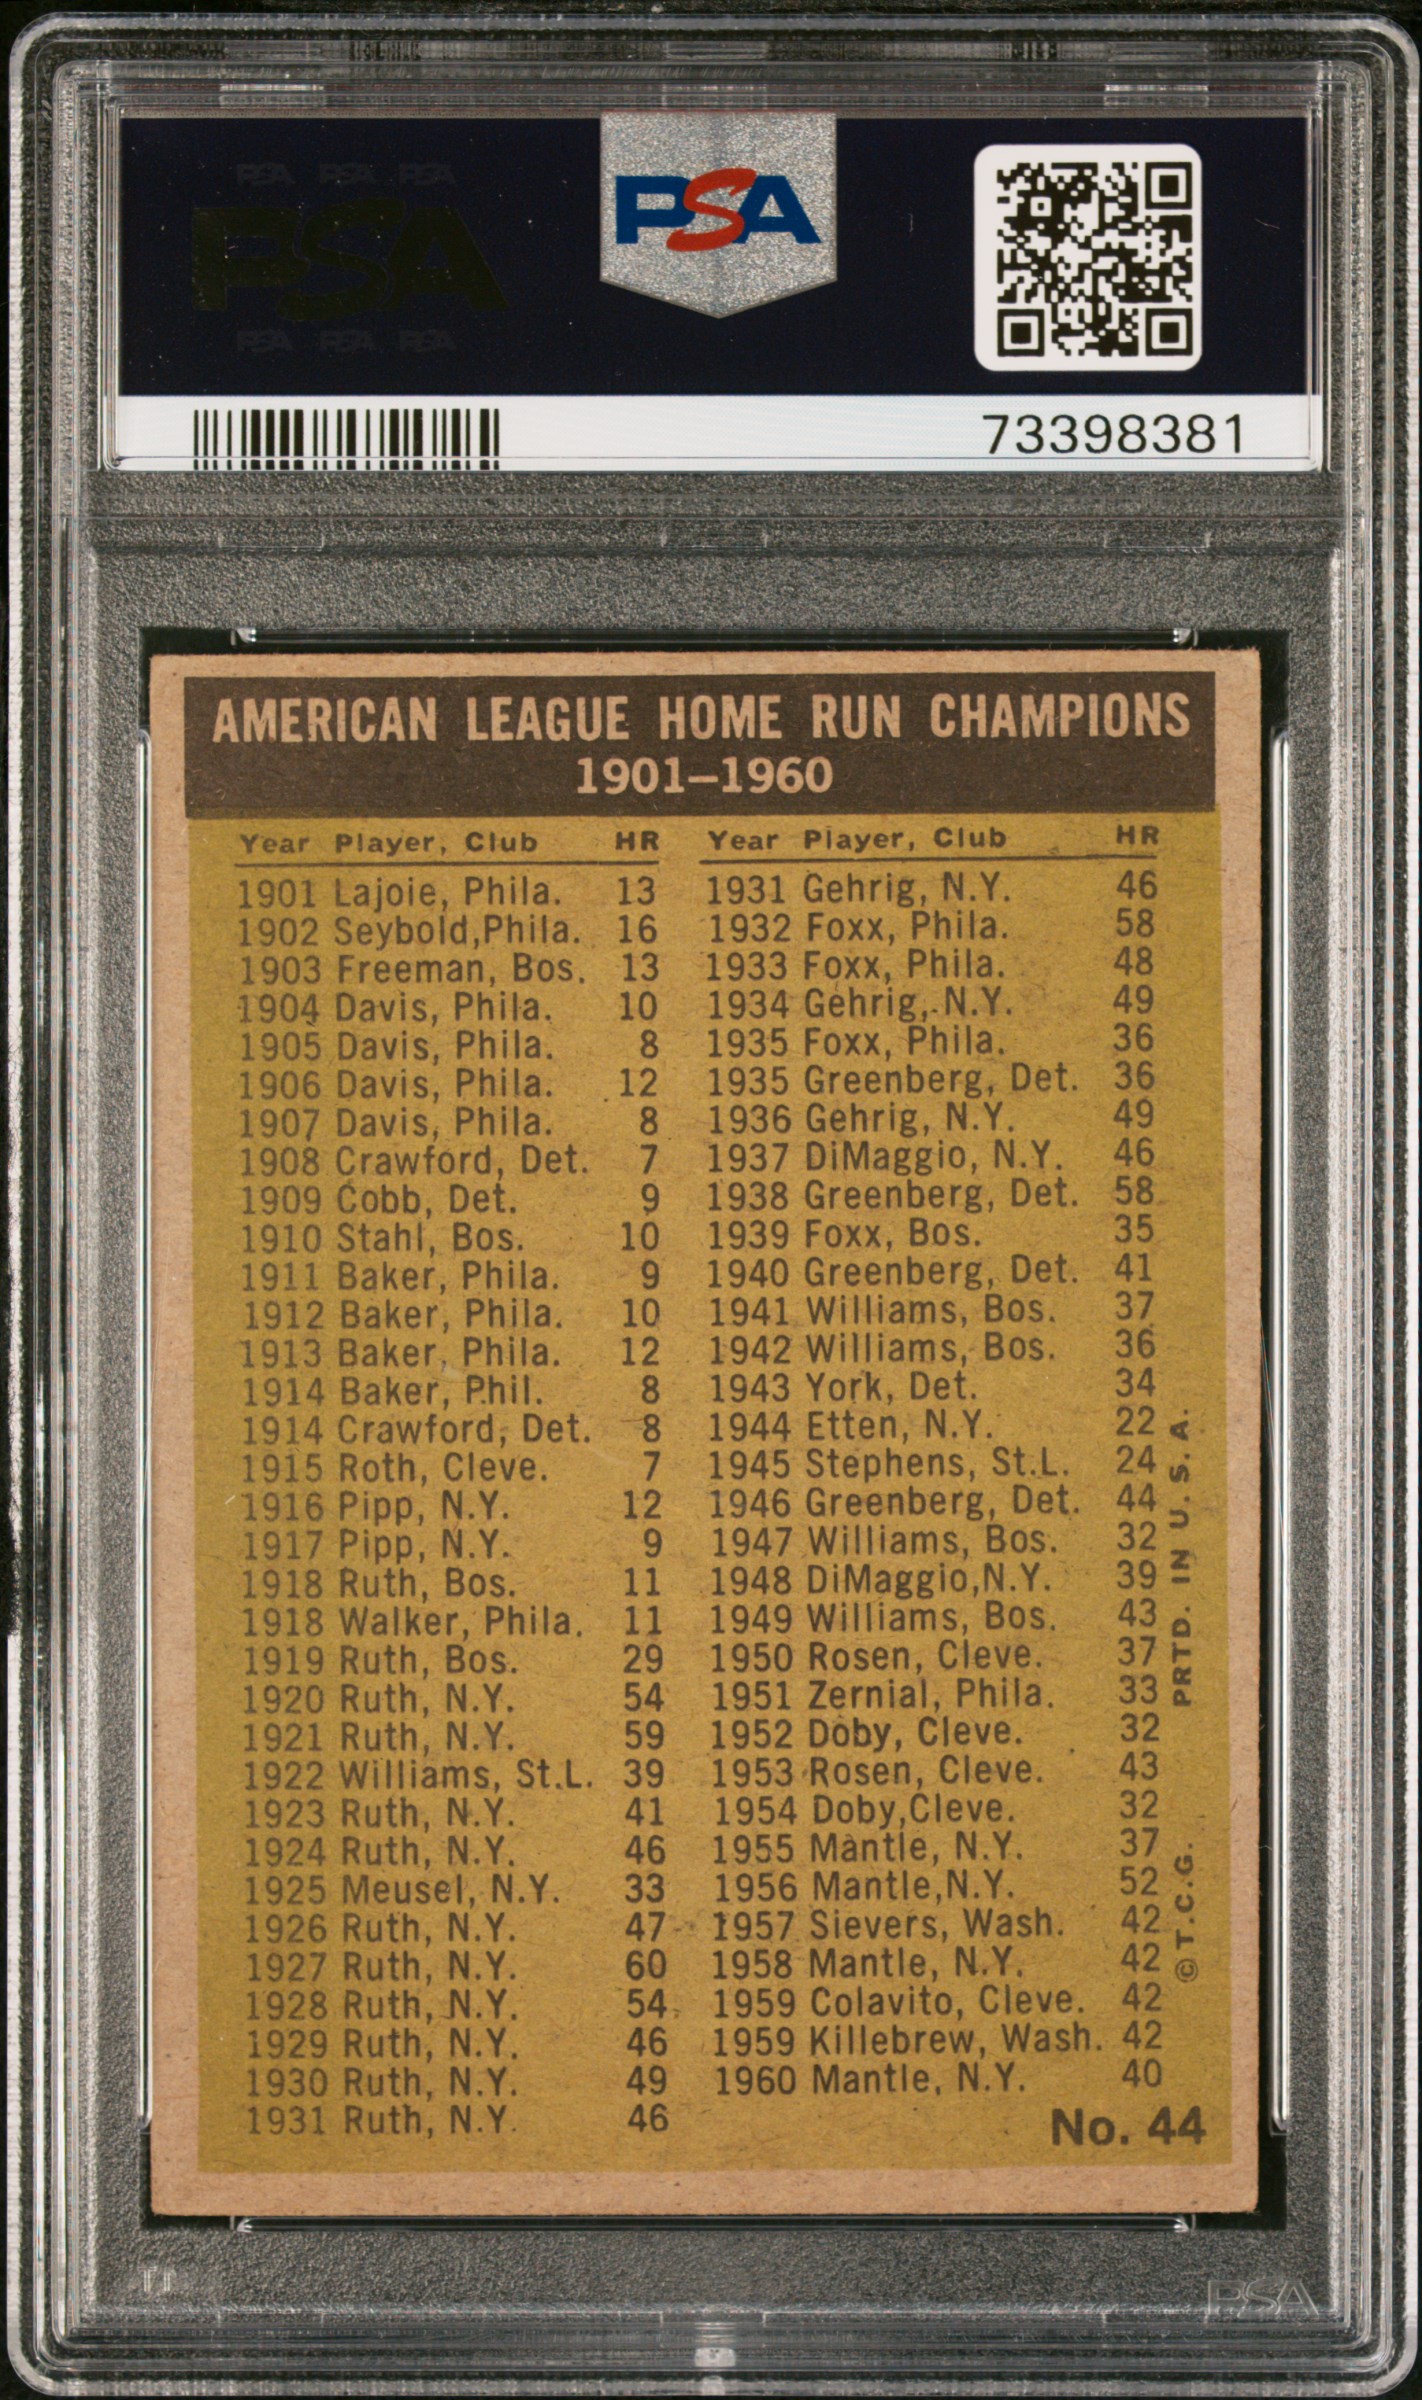 PSA PSA PSA
PSA
PSA PSA PSA
PSA
73398381
AMERICAN LEAGUE HOME RUN CHAMPIONS
1901–1960
Year Player, Club HR
1901 Lajoie, Phila. 13
1902 Seybold,Phila. 16
1903 Freeman, Bos. 13
1904 Davis, Phila. 10
1905 Davis, Phila. 8
1906 Davis, Phila. 12
1907 Davis, Phila. 8
1908 Crawford, Det. 7
1909 Cobb, Det. 9
1910 Stahl, Bos. 10
1911 Baker, Phila. 9
1912 Baker, Phila. 10
1913 Baker, Phila. 12
1914 Baker, Phil. 8
1914 Crawford, Det. 8
1915 Roth, Cleve. 7
1916 Pipp, N.Y. 12
1917 Pipp, N.Y. 9
1918 Ruth, Bos. 11
1918 Walker, Phila. 11
1919 Ruth, Bos. 29
1920 Ruth, N.Y. 54
1921 Ruth, N.Y. 59
1922 Williams, St.L. 39
1923 Ruth, N.Y. 41
1924 Ruth, N.Y. 46
1925 Meusel, N.Y. 33
1926 Ruth, N.Y. 47
1927 Ruth, N.Y. 60
1928 Ruth, N.Y. 54
1929 Ruth, N.Y. 46
1930 Ruth, N.Y. 49
1931 Ruth, N.Y. 46
Year Player, Club HR
1931 Gehrig, N.Y. 46
1932 Foxx, Phila. 58
1933 Foxx, Phila. 48
1934 Gehrig, N.Y. 49
1935 Foxx, Phila. 36
1935 Greenberg, Det. 36
1936 Gehrig, N.Y. 49
1937 DiMaggio, N.Y. 46
1938 Greenberg, Det. 58
1939 Foxx, Bos. 35
1940 Greenberg, Det. 41
1941 Williams, Bos. 37
1942 Williams, Bos. 36
1943 York, Det. 34
1944 Etten, N.Y. 22
1945 Stephens, St.L. 24
1946 Greenberg, Det. 44
1947 Williams, Bos. 32
1948 DiMaggio,N.Y. 39
1949 Williams, Bos. 43
1950 Rosen, Cleve. 37
1951 Zernial, Phila. 33
1952 Doby, Cleve. 32
1953 Rosen, Cleve. 43
1954 Doby,Cleve. 32
1955 Mantle, N.Y. 37
1956 Mantle,N.Y. 52
1957 Sievers, Wash. 42
1958 Mantle, N.Y. 42
1959 Colavito, Cleve. 42
1959 Killebrew, Wash. 42
1960 Mantle, N.Y. 40
No. 44
© T.C.G. PRTD. IN U.S.A.
PSA